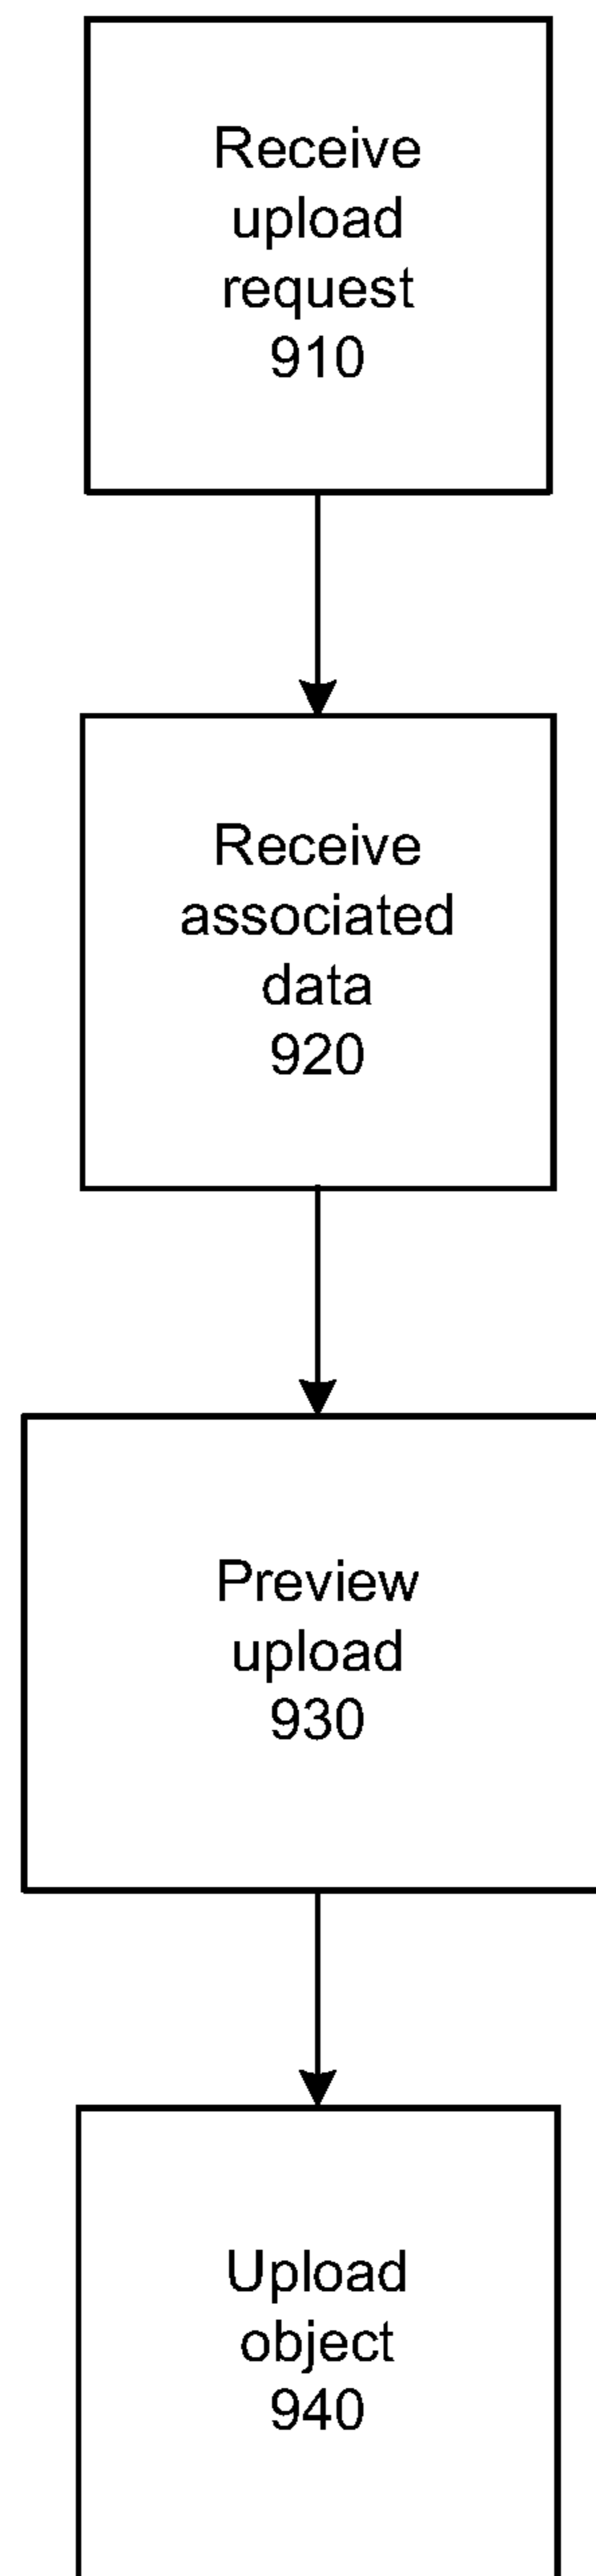 Receive
upload
request
910
Receive
associated
data
920
Preview
upload
930
Upload
object
940